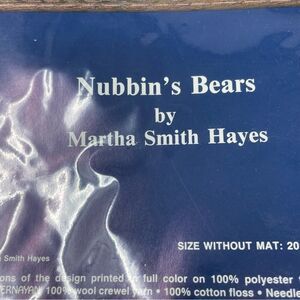 Nubbin's Bears
by
Martha Smith Hayes
Smith Hayes
SIZE WITHOUT MAT: 20
ons of the design printed in full color on 100% polyester
ERNAYAN 100% wool crewel yarn • 100% cotton floss • Needle